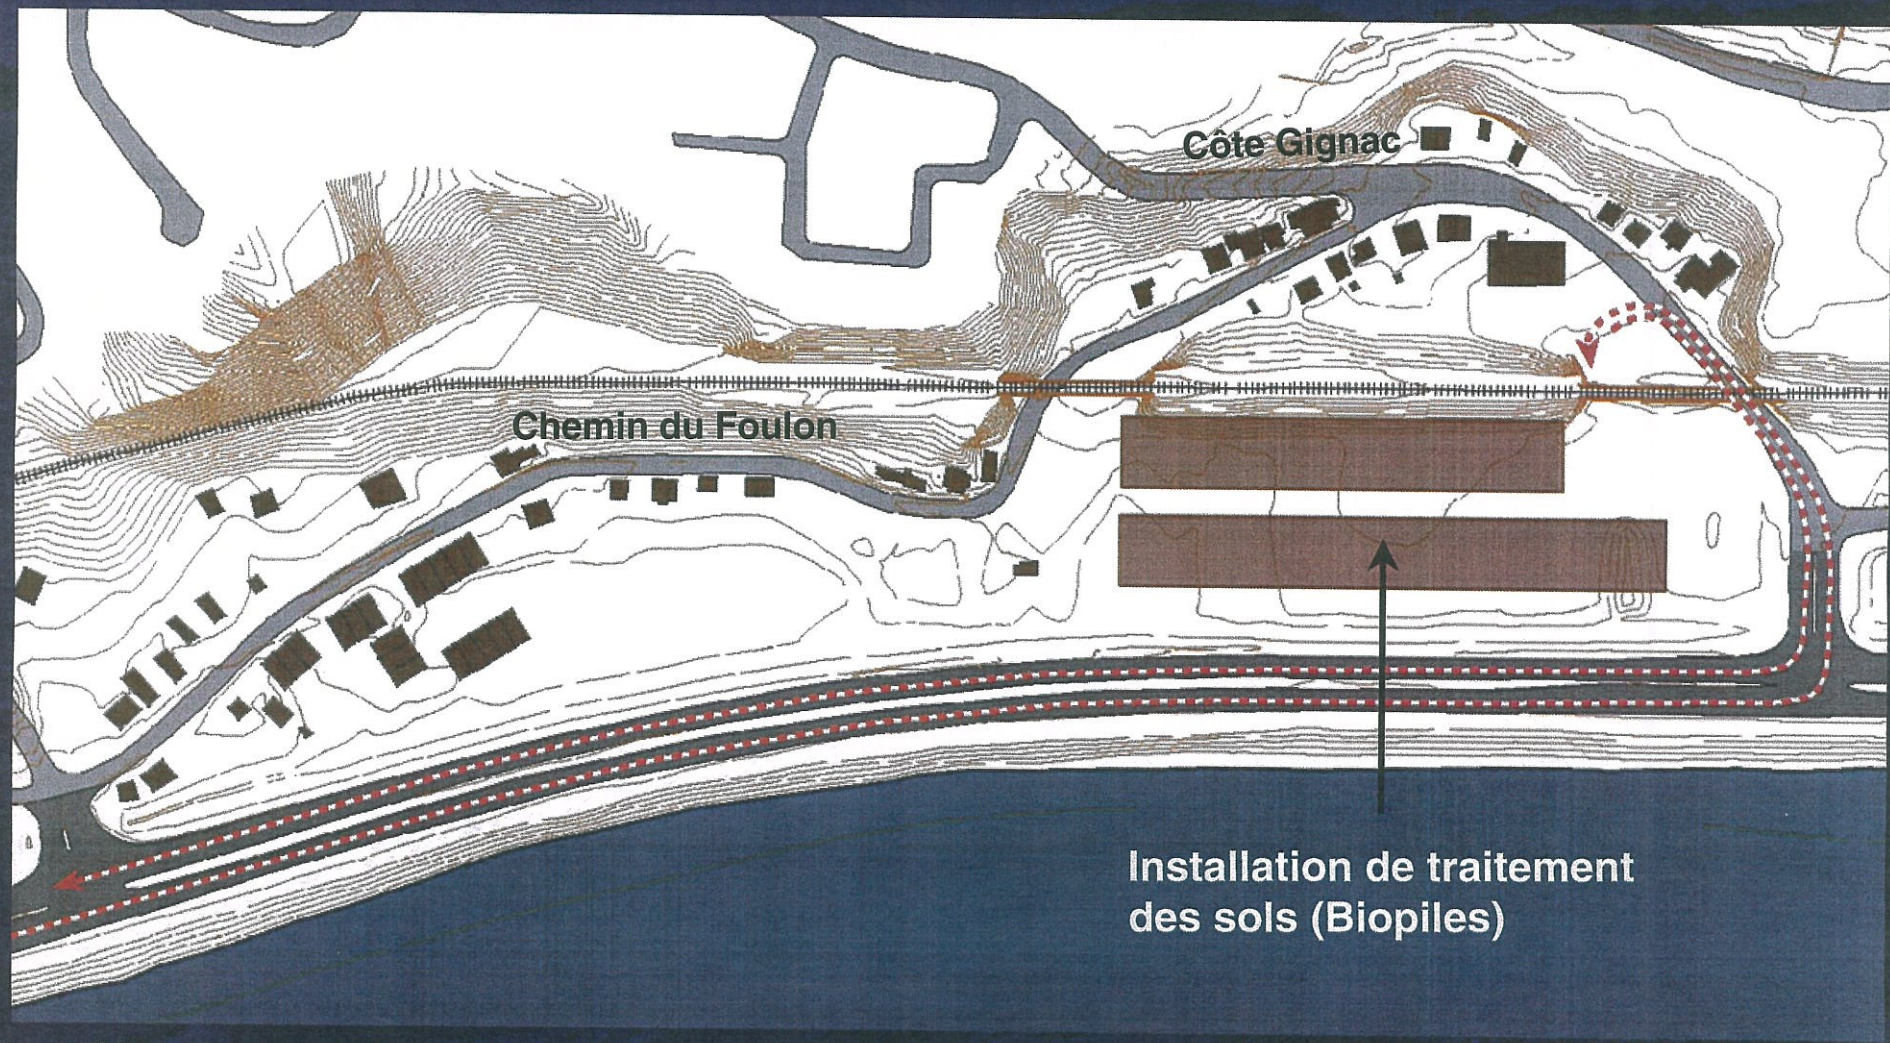 Côte Gignac
Chemin du Foulon
Installation de traitement
des sols (Biopiles)